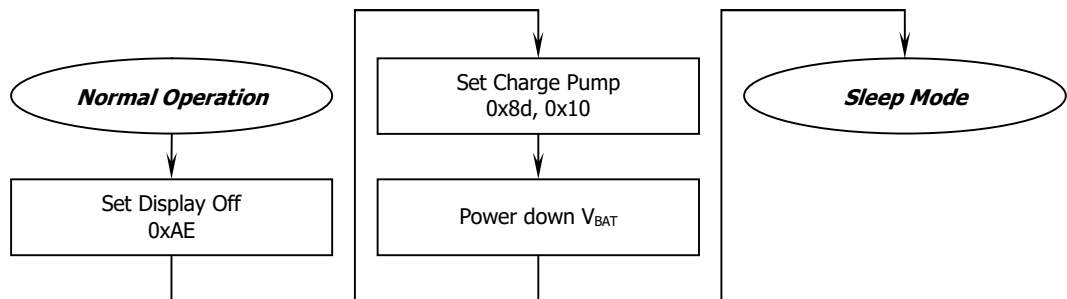 Normal Operation
Set Display Off
0xAE
Set Charge Pump
0x8d, 0x10
Power down VBAT
Sleep Mode